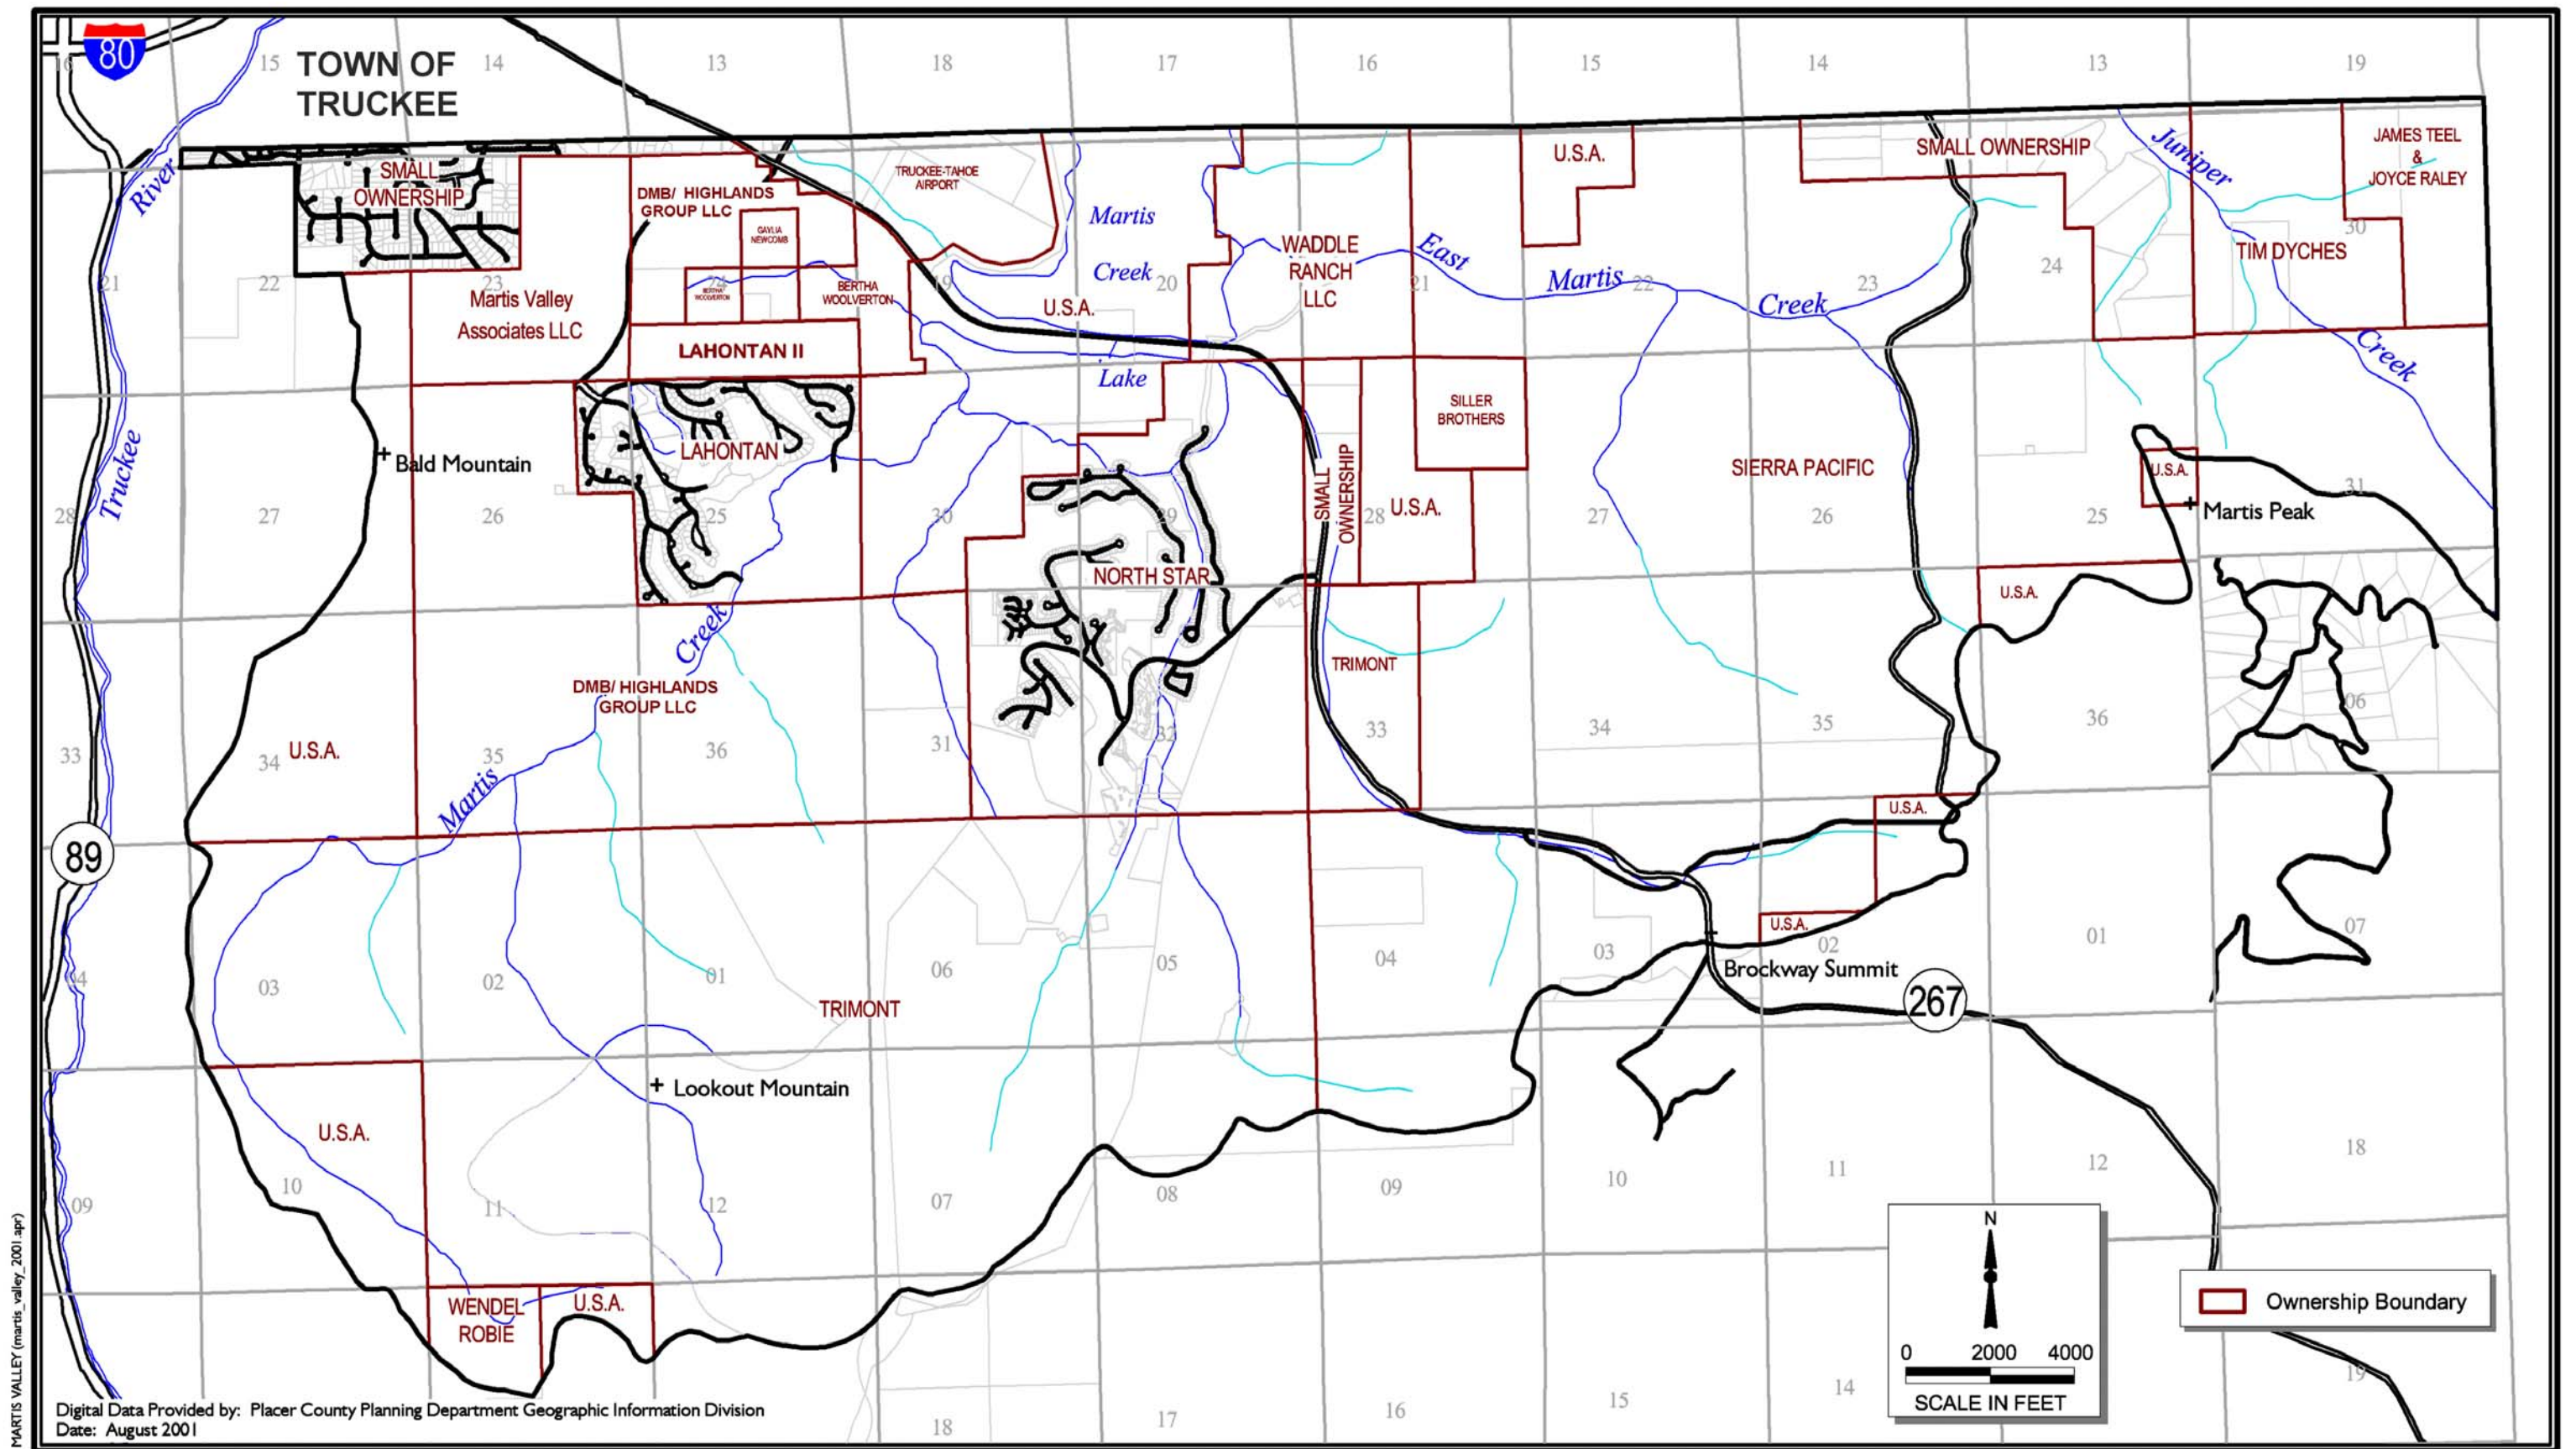 80
TOWN OF
TRUCKEE
16
15
14
13
18
17
16
15
14
13
19
River
SMALL
OWNERSHIP
DMB/ HIGHLANDS
GROUP LLC
GAYLIA
NEWCOMB
TRUCKEE-TAHOE
AIRPORT
Martis
Creek
U.S.A.
SMALL OWNERSHIP
Juniper
JAMES TEEL
&
JOYCE RALEY
21
22
23
24
19
20
21
22
23
24
30
Martis Valley
Associates LLC
BERTHA
WOOLVERTON
BERTHA
WOOLVERTON
U.S.A.
WADDLE
RANCH
LLC
East
Martis
Creek
TIM DYCHES
Creek
LAHONTAN II
Lake
LAHONTAN
SILLER
BROTHERS
SMALL
OWNERSHIP
U.S.A.
SIERRA PACIFIC
U.S.A.
Martis Peak
Bald Mountain
Truckee
28
27
26
25
30
29
28
27
26
25
31
NORTH STAR
U.S.A.
Creek
DMB/ HIGHLANDS
GROUP LLC
TRIMONT
33
34
U.S.A.
35
36
31
32
33
34
35
36
06
Martis
89
U.S.A.
U.S.A.
04
03
02
01
06
05
04
03
02
01
07
TRIMONT
Brockway Summit
267
Lookout Mountain
U.S.A.
09
10
11
12
07
08
09
10
11
12
18
WENDEL
ROBIE
U.S.A.
N
0 2000 4000
SCALE IN FEET
Ownership Boundary
18
17
16
15
14
19
Digital Data Provided by: Placer County Planning Department Geographic Information Division
Date: August 2001
MARTIS VALLEY (martis_valley_2001.apr)